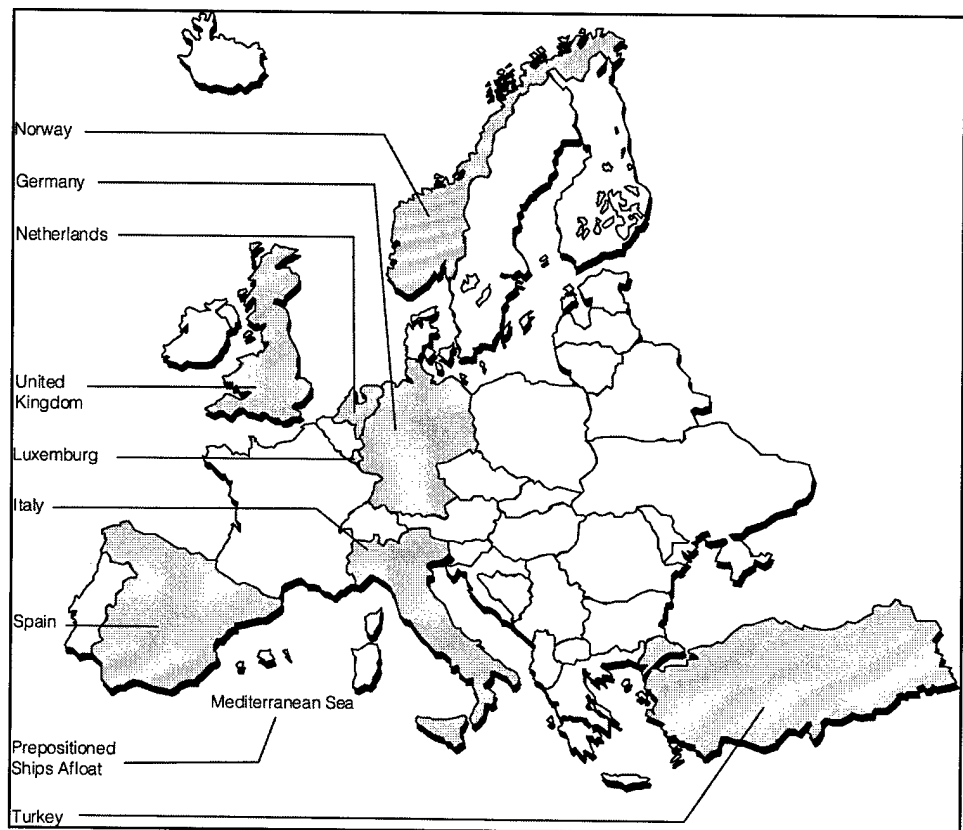 Norway
Germany
Netherlands
United
Kingdom
Luxemburg
Italy
Spain
Mediterranean Sea
Prepositioned
Ships Afloat
Turkey